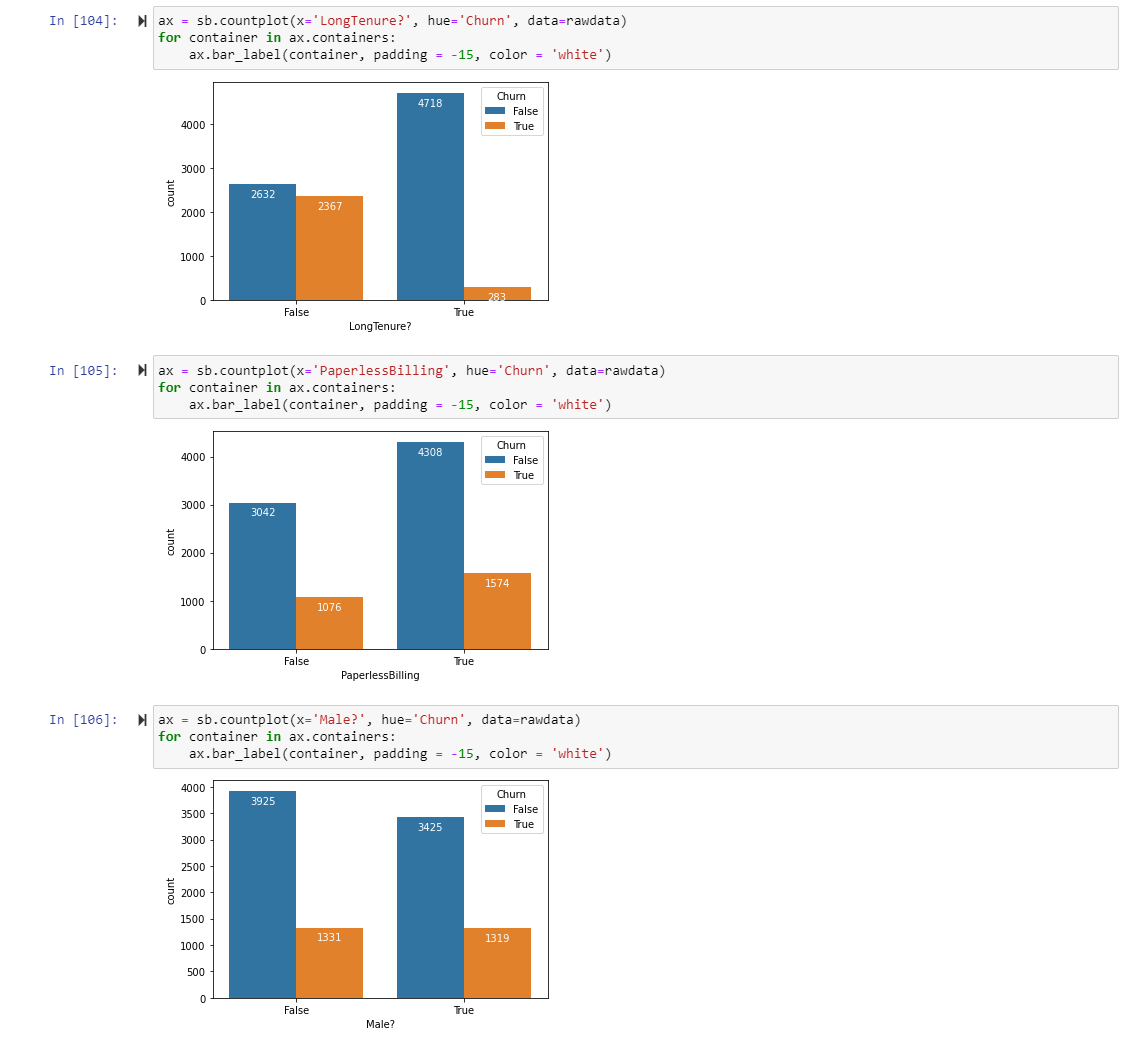 In [104]: ax = sb.countplot(x='LongTenure?', hue='Churn', data=rawdata)
for container in ax.containers:
    ax.bar_label(container, padding = -15, color = 'white')
Churn
False
True
4718
2632
2367
283
4000
3000
2000
1000
0
count
False True
LongTenure?
In [105]: ax = sb.countplot(x='PaperlessBilling', hue='Churn', data=rawdata)
for container in ax.containers:
    ax.bar_label(container, padding = -15, color = 'white')
Churn
False
True
4308
3042
1574
1076
4000
3000
2000
1000
0
count
False True
PaperlessBilling
In [106]: ax = sb.countplot(x='Male?', hue='Churn', data=rawdata)
for container in ax.containers:
    ax.bar_label(container, padding = -15, color = 'white')
Churn
False
True
3925
3425
1331
1319
4000
3500
3000
2500
2000
1500
1000
500
0
count
False True
Male?